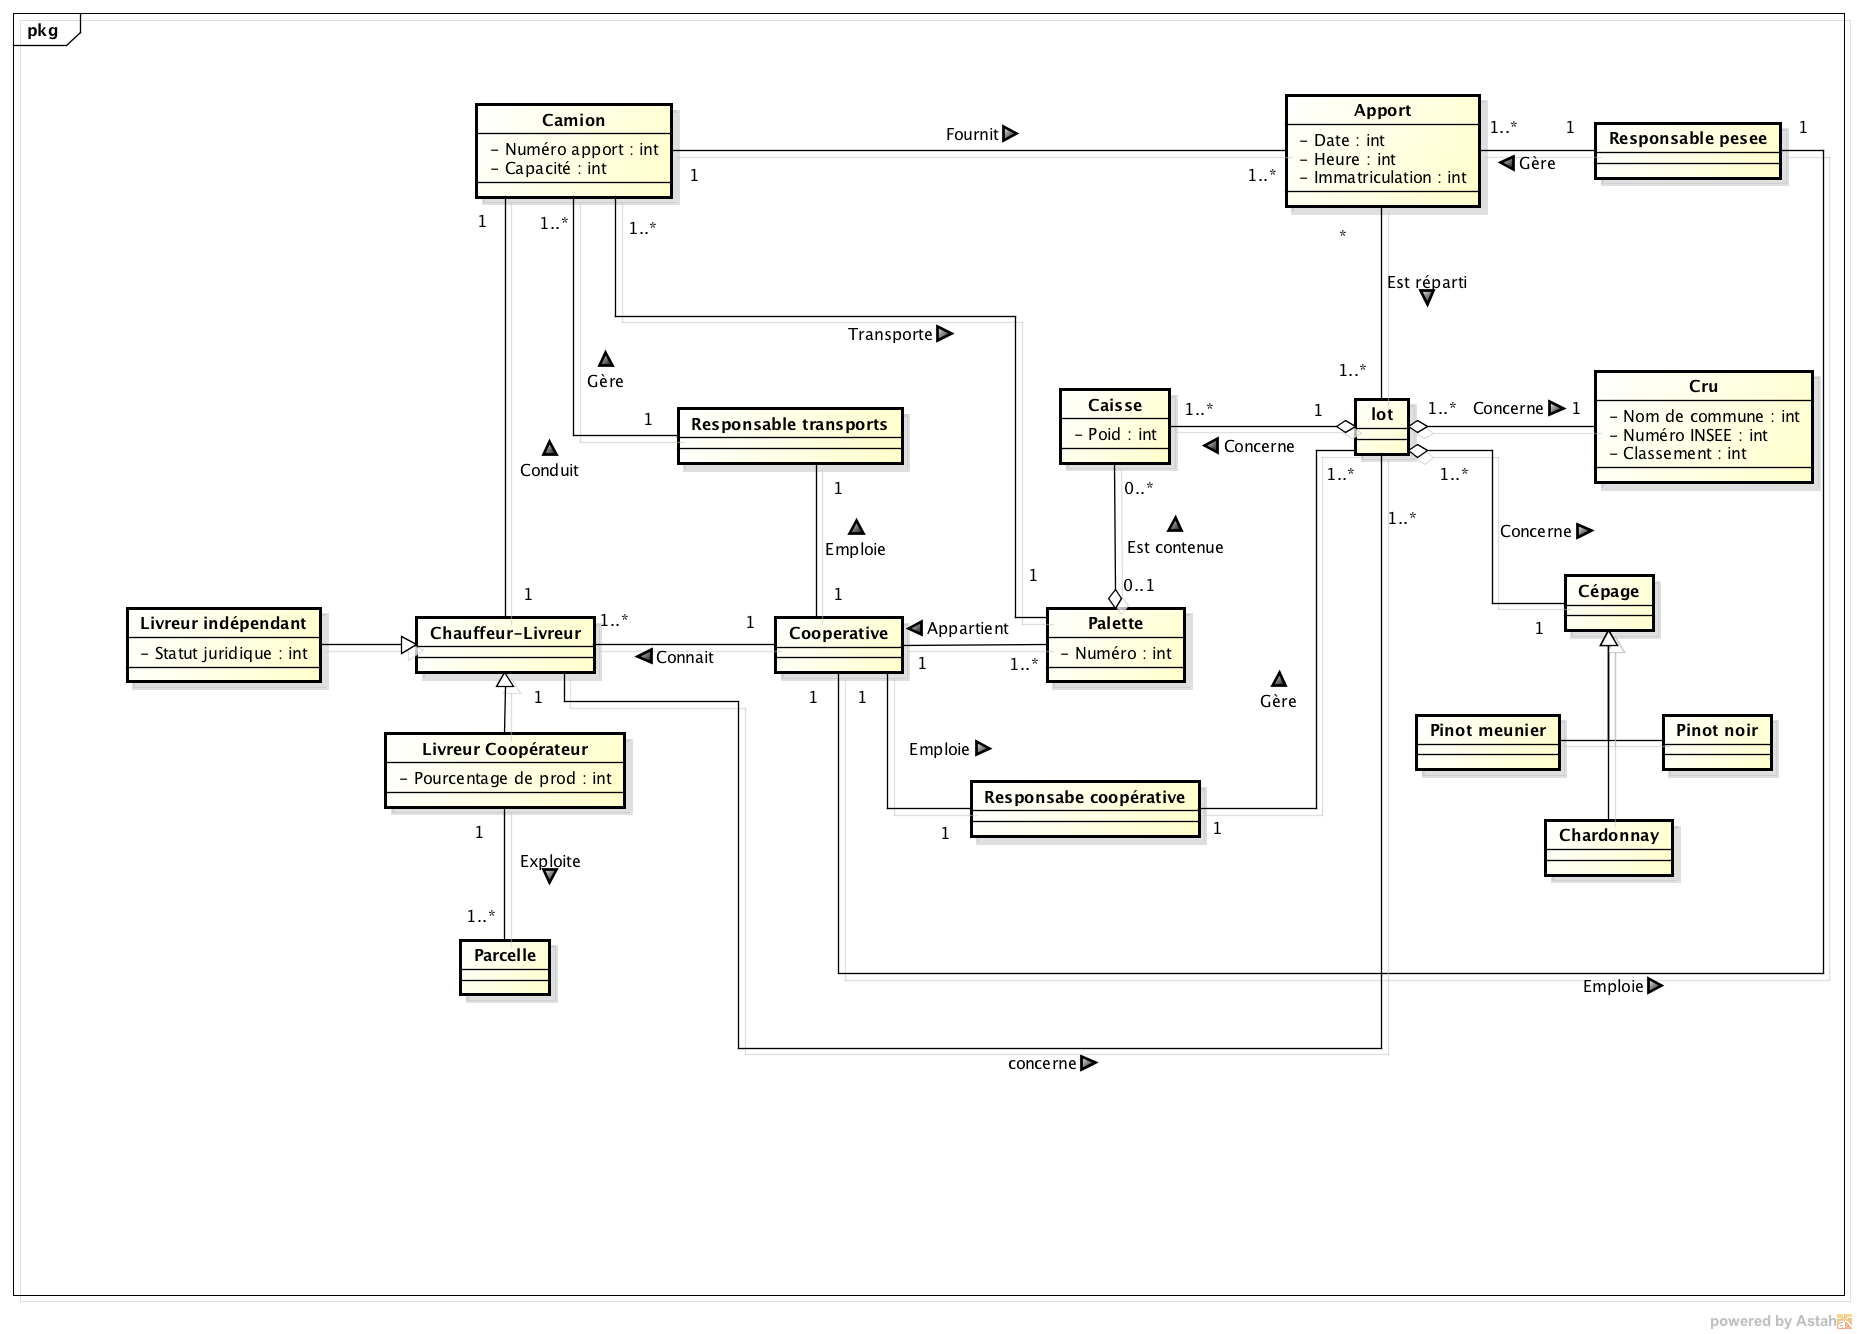 pkg
Camion
- Numéro apport : int
- Capacité : int
Fournit
1
1..*
Apport
- Date : int
- Heure : int
- Immatriculation : int
1..*
1
Gère
Responsable pesee
1
1
1..*
1..*
*
Est réparti
1..*
Transporte
Gère
Conduit
1
Responsable transports
1
Emploie
1
Caisse
- Poid : int
1..*
1
Concerne
lot
1..*
Concerne
1
Cru
- Nom de commune : int
- Numéro INSEE : int
- Classement : int
0..*
Est contenue
0..1
1
1..*
1..*
1..*
Concerne
1
Cépage
Livreur indépendant
- Statut juridique : int
1
Chauffeur-Livreur
1..*
1
Connait
Cooperative
Appartient
1
1..*
Palette
- Numéro : int
1
1
1
Gère
Livreur Coopérateur
- Pourcentage de prod : int
Emploie
Pinot meunier
Pinot noir
Responsabe coopérative
1
1
Chardonnay
1
Exploite
1..*
Parcelle
Emploie
concerne
powered by Astah